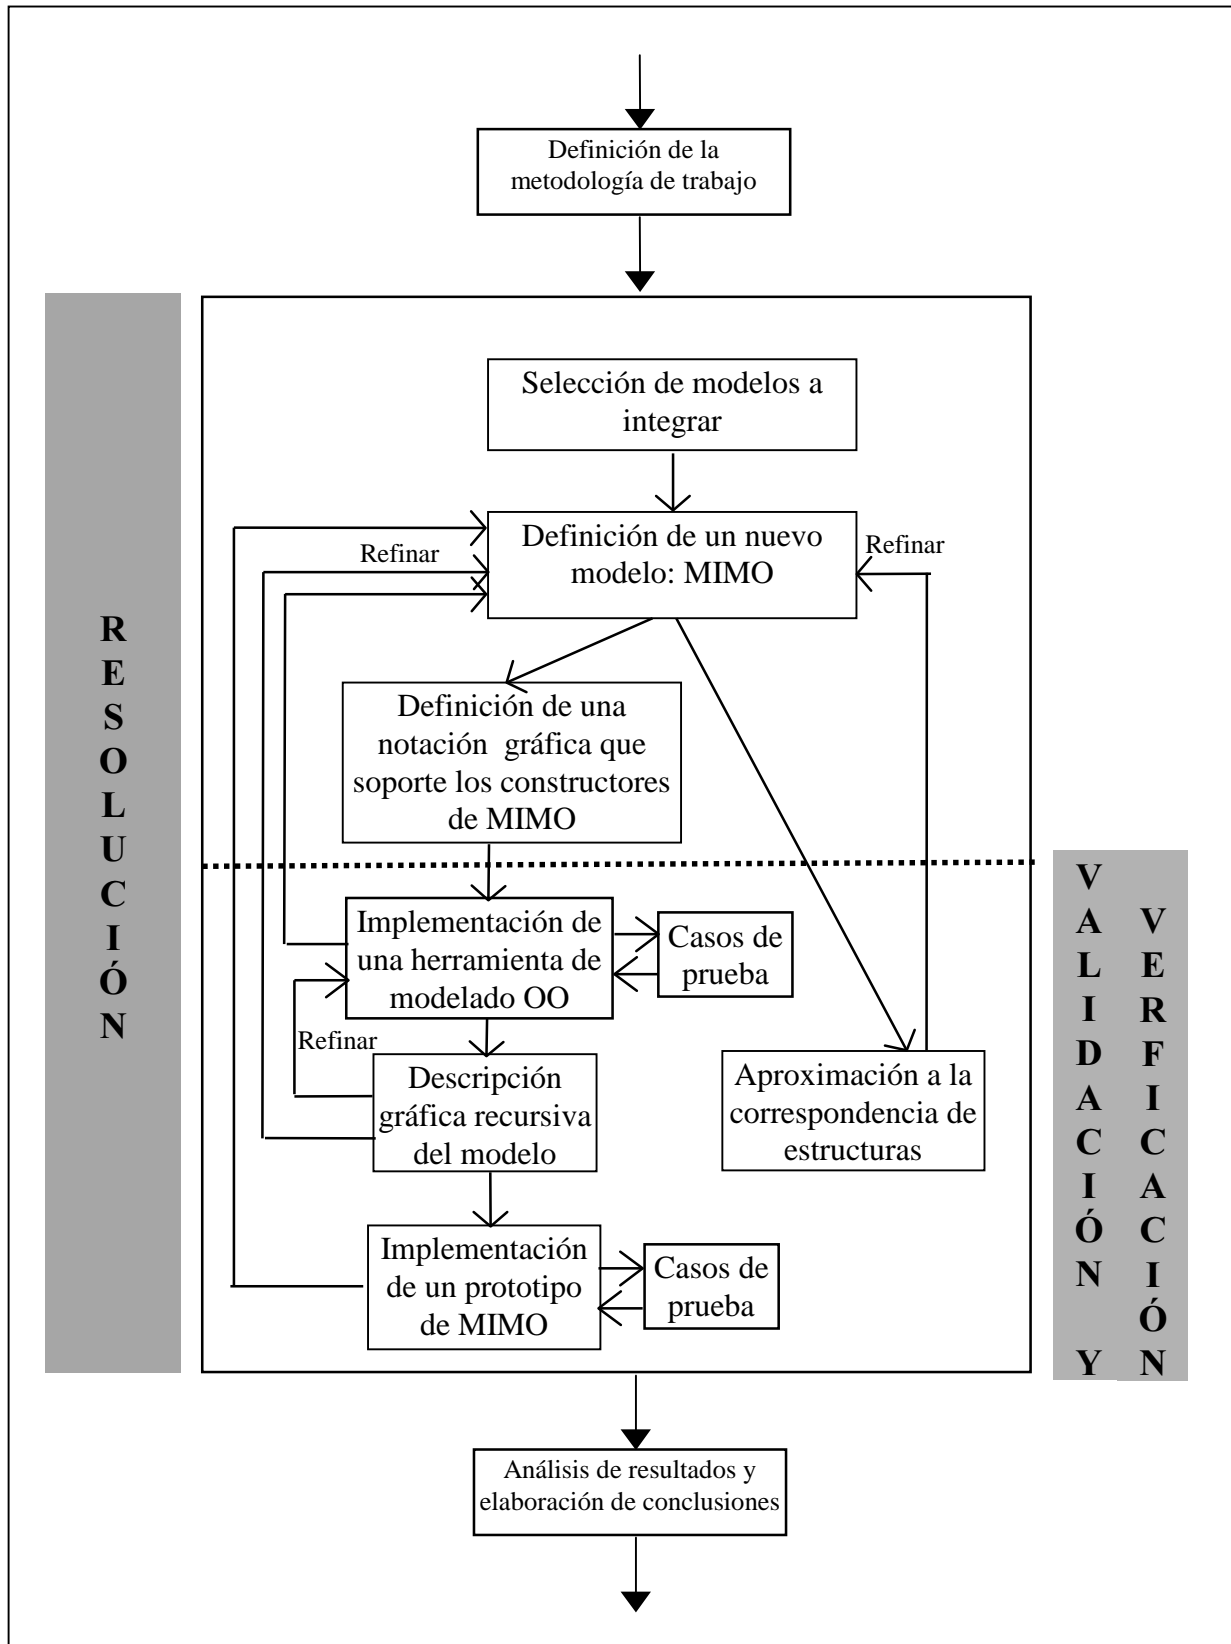 Definición de la
metodología de trabajo
Selección de modelos a
integrar
Definición de un nuevo
modelo: MIMO
Refinar
Refinar
Definición de una
notación gráfica que
soporte los constructores
de MIMO
Implementación de
una herramienta de
modelado OO
Casos de
prueba
Refinar
Descripción
gráfica recursiva
del modelo
Aproximación a la
correspondencia de
estructuras
Implementación
de un prototipo
de MIMO
Casos de
prueba
RESOLUCIÓN
VALIDACIÓN Y
VERFICACIÓN
Análisis de resultados y
elaboración de conclusiones